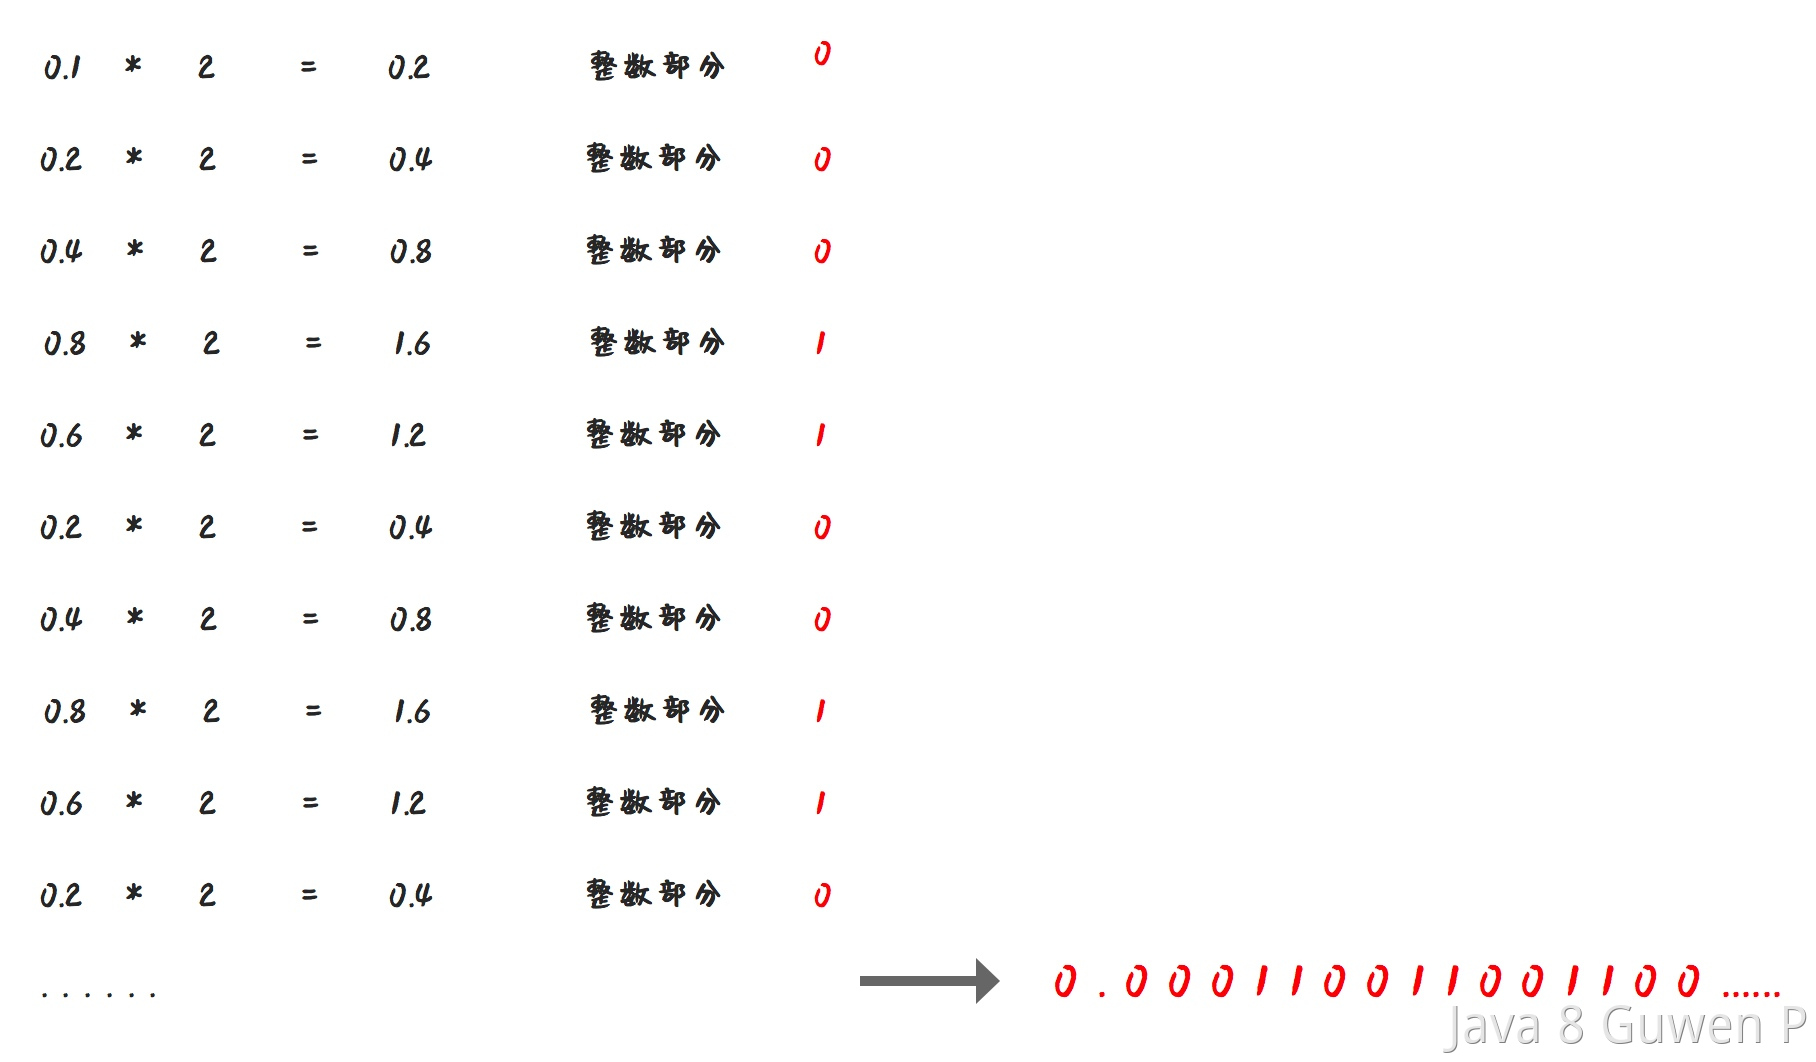 0.1 * 2 = 0.2 整数部分 0
0.2 * 2 = 0.4 整数部分 0
0.4 * 2 = 0.8 整数部分 0
0.8 * 2 = 1.6 整数部分 1
0.6 * 2 = 1.2 整数部分 1
0.2 * 2 = 0.4 整数部分 0
0.4 * 2 = 0.8 整数部分 0
0.8 * 2 = 1.6 整数部分 1
0.6 * 2 = 1.2 整数部分 1
0.2 * 2 = 0.4 整数部分 0
...... 0.000110011001100......
Java 8 Guwen P